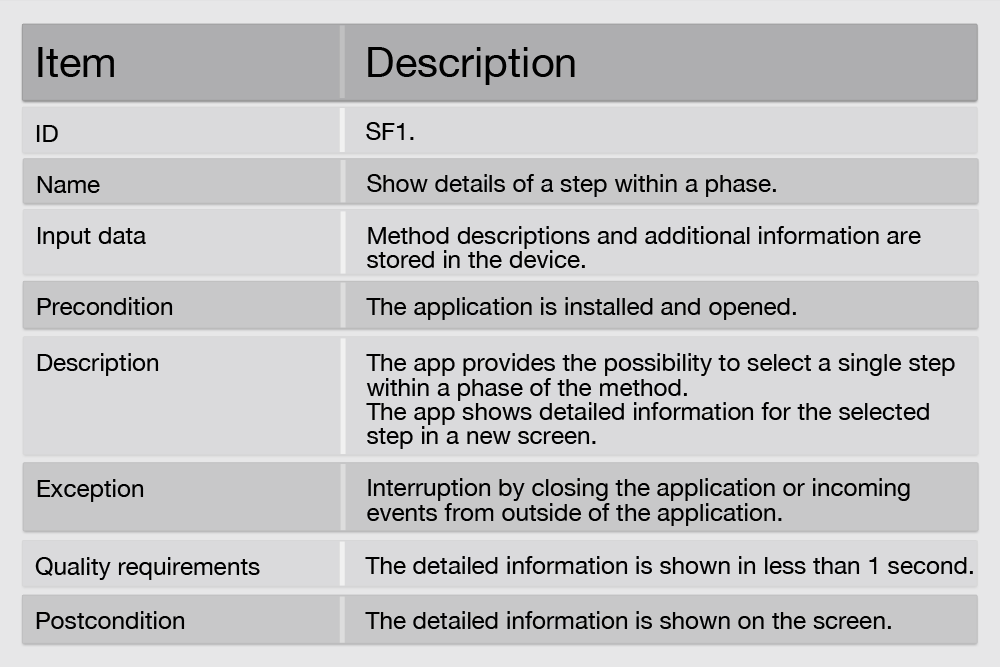 Item Description
ID SF1.
Name Show details of a step within a phase.
Input data Method descriptions and additional information are
stored in the device.
Precondition The application is installed and opened.
Description The app provides the possibility to select a single step
within a phase of the method.
The app shows detailed information for the selected
step in a new screen.
Exception Interruption by closing the application or incoming
events from outside of the application.
Quality requirements The detailed information is shown in less than 1 second.
Postcondition The detailed information is shown on the screen.